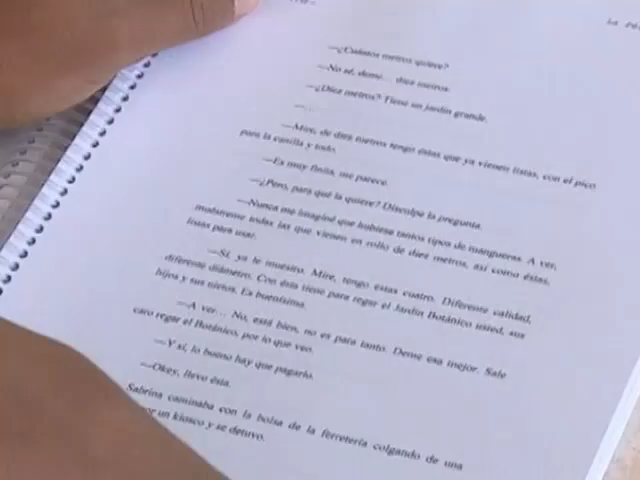 —¿Cuántos metros quiere?
—No sé, deme... diez metros.
—¿Diez metros? Tiene un jardín grande.
—...
—Mire, de diez metros tengo éstas que ya vienen listas, con el pico
para la canilla y todo.
—Es muy finita, me parece.
—¿Pero, para qué la quiere? Disculpe la pregunta.
—Nunca me imaginé que hubiese tantos tipos de mangueras. A ver,
muéstreme todas las que vienen en rollo de diez metros, así como éstas,
listas para usar.
—Sí, ya le muestro. Mire, tengo estas cuatro. Diferente calidad,
diferente diámetro. Con ésta tiene para regar el Jardín Botánico usted, sus
hijos y sus nietos. Es buenísima.
—A ver... No, está bien, no es para tanto. Deme esa mejor. Sale
caro regar el Botánico, por lo que veo.
—Y sí, lo bueno hay que pagarlo.
—Okey, llevo ésta.
Sabrina caminaba con la bolsa de la ferretería colgando de una
por un kiosco y se detuvo.